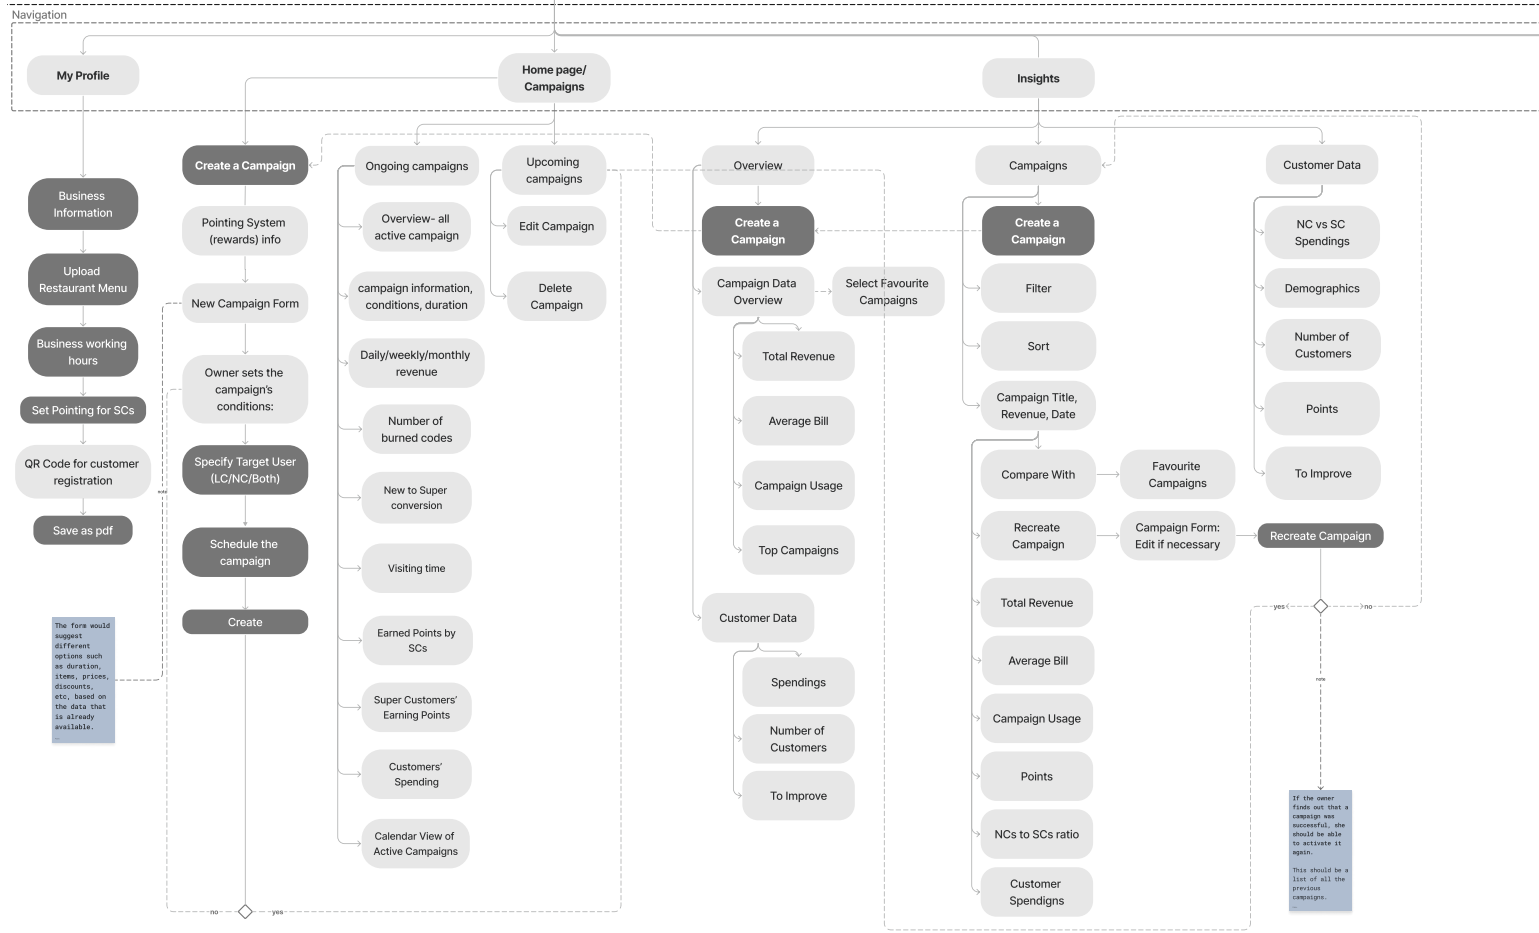 Navigation
My Profile
Home page/
Campaigns
Insights
Business
Information
Upload
Restaurant Menu
Business working
hours
Set Pointing for SCs
QR Code for customer
registration
Save as pdf
The form would
suggest
different
options such
as duration,
items, prices,
discounts,
etc, based on
the data that
is already
available.
...
note
Create a Campaign
Pointing System
(rewards) info
New Campaign Form
Owner sets the
campaign's
conditions:
Specify Target User
(LC/NC/Both)
Schedule the
campaign
Create
no
yes
Ongoing campaigns
Overview- all
active campaign
campaign information,
conditions, duration
Daily/weekly/monthly
revenue
Number of
burned codes
New to Super
conversion
Visiting time
Earned Points by
SCs
Super Customers'
Earning Points
Customers'
Spending
Calendar View of
Active Campaigns
Upcoming
campaigns
Edit Campaign
Delete
Campaign
Overview
Create a
Campaign
Campaign Data
Overview
Select Favourite
Campaigns
Total Revenue
Average Bill
Campaign Usage
Top Campaigns
Customer Data
Spendings
Number of
Customers
To Improve
Campaigns
Create a
Campaign
Filter
Sort
Campaign Title,
Revenue, Date
Compare With
Favourite
Campaigns
Recreate
Campaign
Campaign Form:
Edit if necessary
Recreate Campaign
Total Revenue
Average Bill
Campaign Usage
Points
NCs to SCs ratio
Customer
Spendigns
Customer Data
NC vs SC
Spendings
Demographics
Number of
Customers
Points
To Improve
yes
no
note
If the owner
finds out that a
campaign was
successful, she
should be able
to activate it
again.
This should be a
list of all the
previous
campaigns.
...